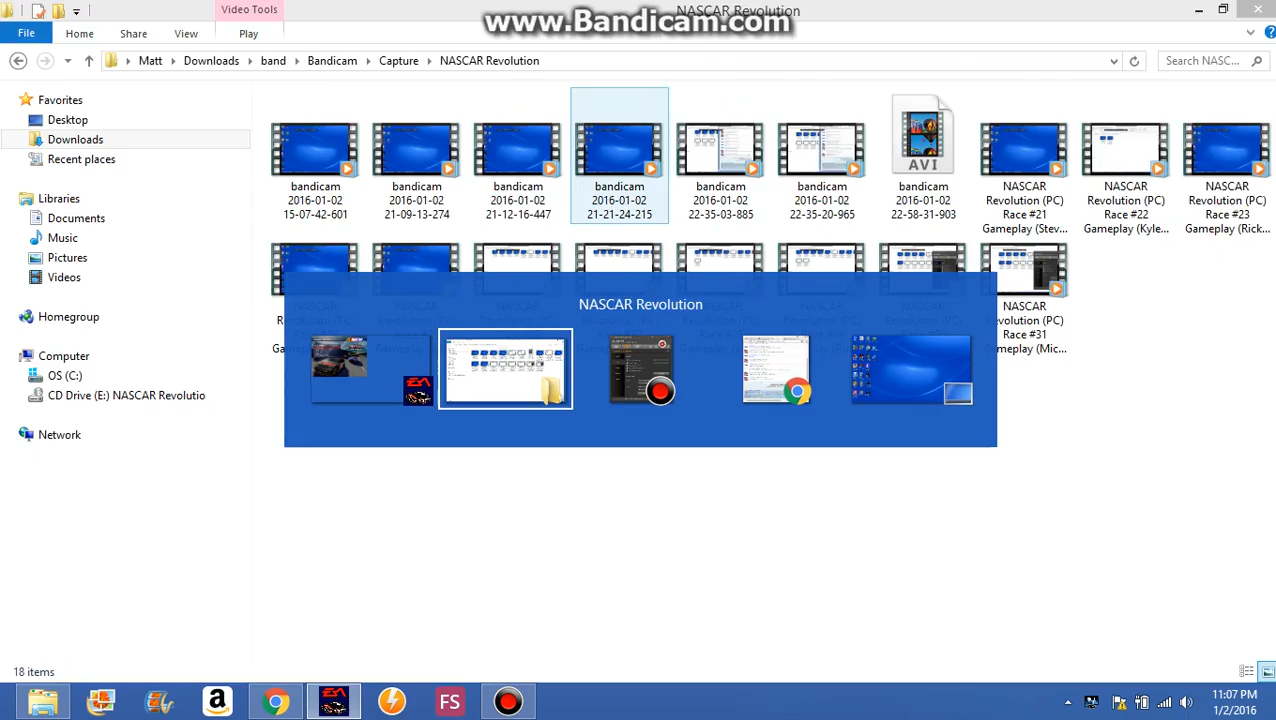 Video Tools
NASCAR Revolution
www.Bandicam.com
File
Home
Share
View
Play
Matt
Downloads
band
Bandicam
Capture
NASCAR Revolution
Search NASC...
Favorites
Desktop
Downloads
Recent places
Libraries
Documents
Music
Pictures
Videos
Homegroup
Computer
OS (C:)
CD Drive (E:) NASCAR Revolutio
Network
bandicam
2016-01-02
15-07-42-601
bandicam
2016-01-02
21-09-13-274
bandicam
2016-01-02
21-12-16-447
bandicam
2016-01-02
21-21-24-215
bandicam
2016-01-02
22-35-03-885
bandicam
2016-01-02
22-35-20-965
AVI
bandicam
2016-01-02
22-58-31-903
NASCAR
Revolution (PC)
Race #21
Gameplay (Stev...
NASCAR
Revolution (PC)
Race #22
Gameplay (Kyle...
NASCAR
Revolution (PC)
Race #23
Gameplay (Rick...
NASCAR
Revolution (PC)
Race #31
Gameplay (Mic...
NASCAR Revolution
EA
18 items
a
EA
FS
11:07 PM
1/2/2016